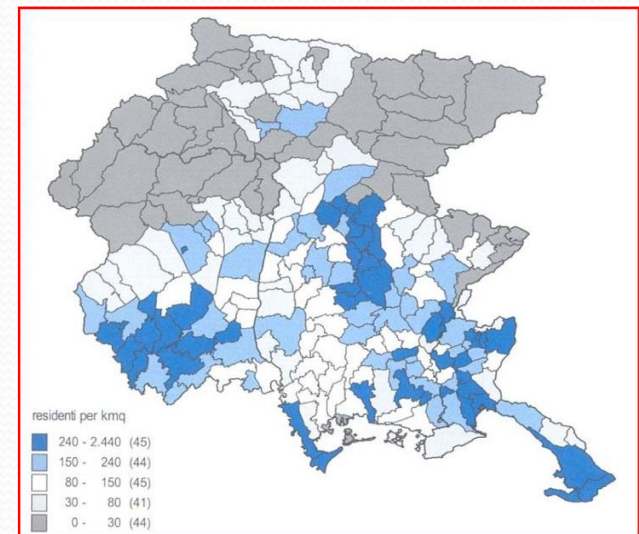 residenti per kmq
240 - 2.440 (45)
150 - 240 (44)
80 - 150 (45)
30 - 80 (41)
0 - 30 (44)